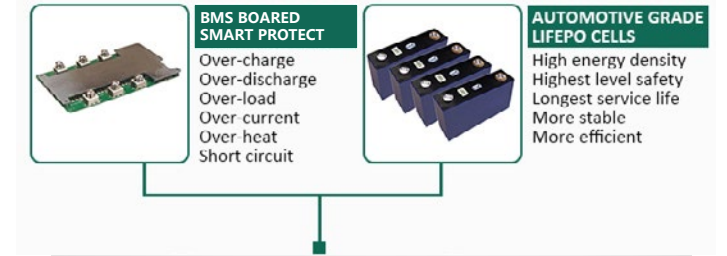 BMS BOARED
SMART PROTECT
Over-charge
Over-discharge
Over-load
Over-current
Over-heat
Short circuit
AUTOMOTIVE GRADE
LIFEPO CELLS
High energy density
Highest level safety
Longest service life
More stable
More efficient